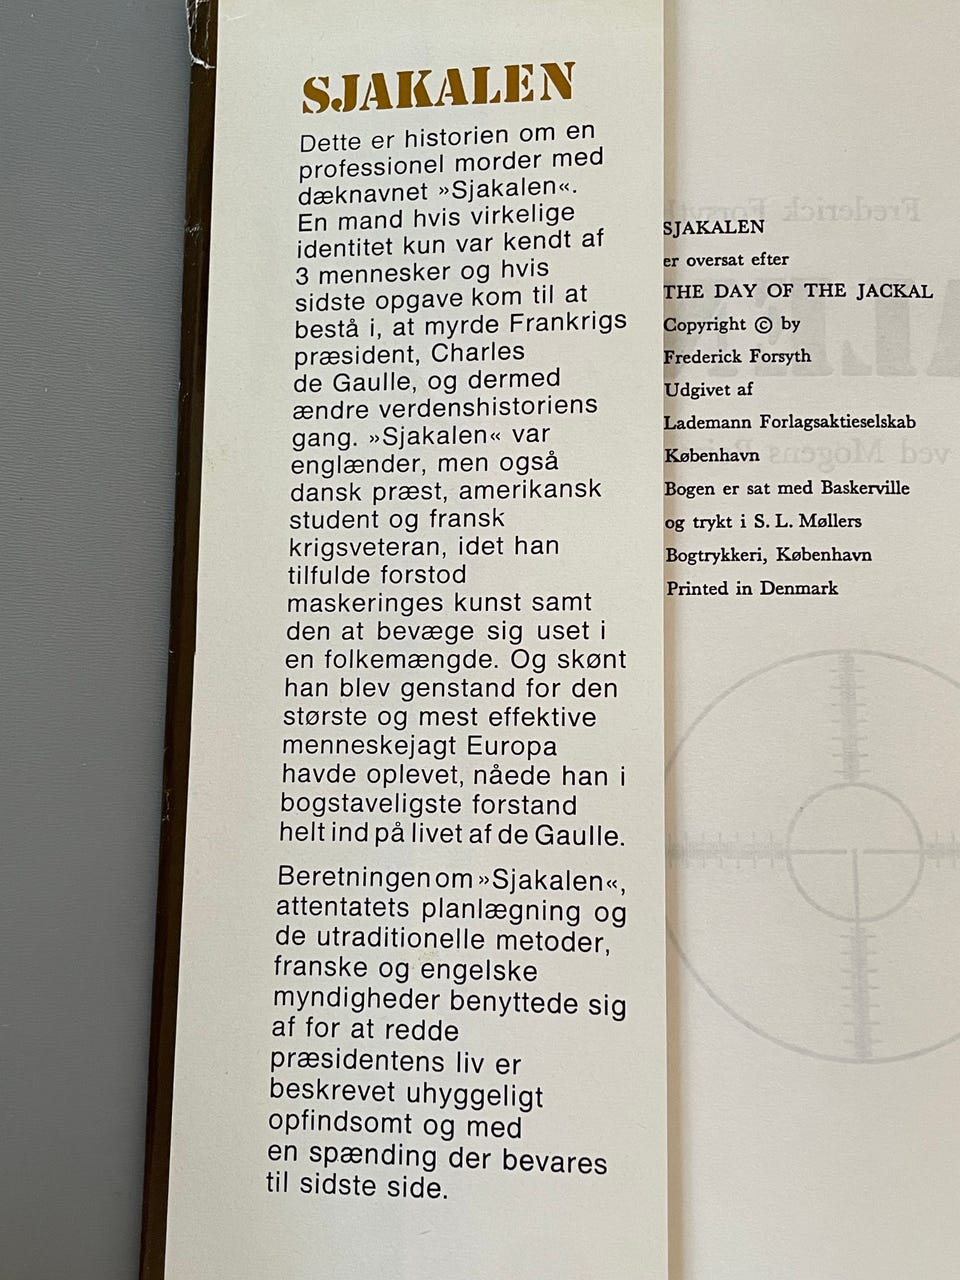 SJAKALEN
Dette er historien om en
professionel morder med
dæknavnet »Sjakalen«.
En mand hvis virkelige
identitet kun var kendt af
3 mennesker og hvis
sidste opgave kom til at
bestå i, at myrde Frankrigs
præsident, Charles
de Gaulle, og dermed
ændre verdenshistoriens
gang. »Sjakalen« var
englænder, men også
dansk præst, amerikansk
student og fransk
krigsveteran, idet han
tilfulde forstod
maskeringes kunst samt
den at bevæge sig uset i
en folkemængde. Og skønt
han blev genstand for den
største og mest effektive
menneskejagt Europa
havde oplevet, nåede han i
bogstaveligste forstand
helt ind på livet af de Gaulle.
Beretningen om »Sjakalen«,
attentatets planlægning og
de utraditionelle metoder,
franske og engelske
myndigheder benyttede sig
af for at redde
præsidentens liv er
beskrevet uhyggeligt
opfindsomt og med
en spænding der bevares
til sidste side.
SJAKALEN
er oversat efter
THE DAY OF THE JACKAL
Copyright © by
Frederick Forsyth
Udgivet af
Lademann Forlagsaktieselskab
København
Bogen er sat med Baskerville
og trykt i S. L. Møllers
Bogtrykkeri, København
Printed in Denmark